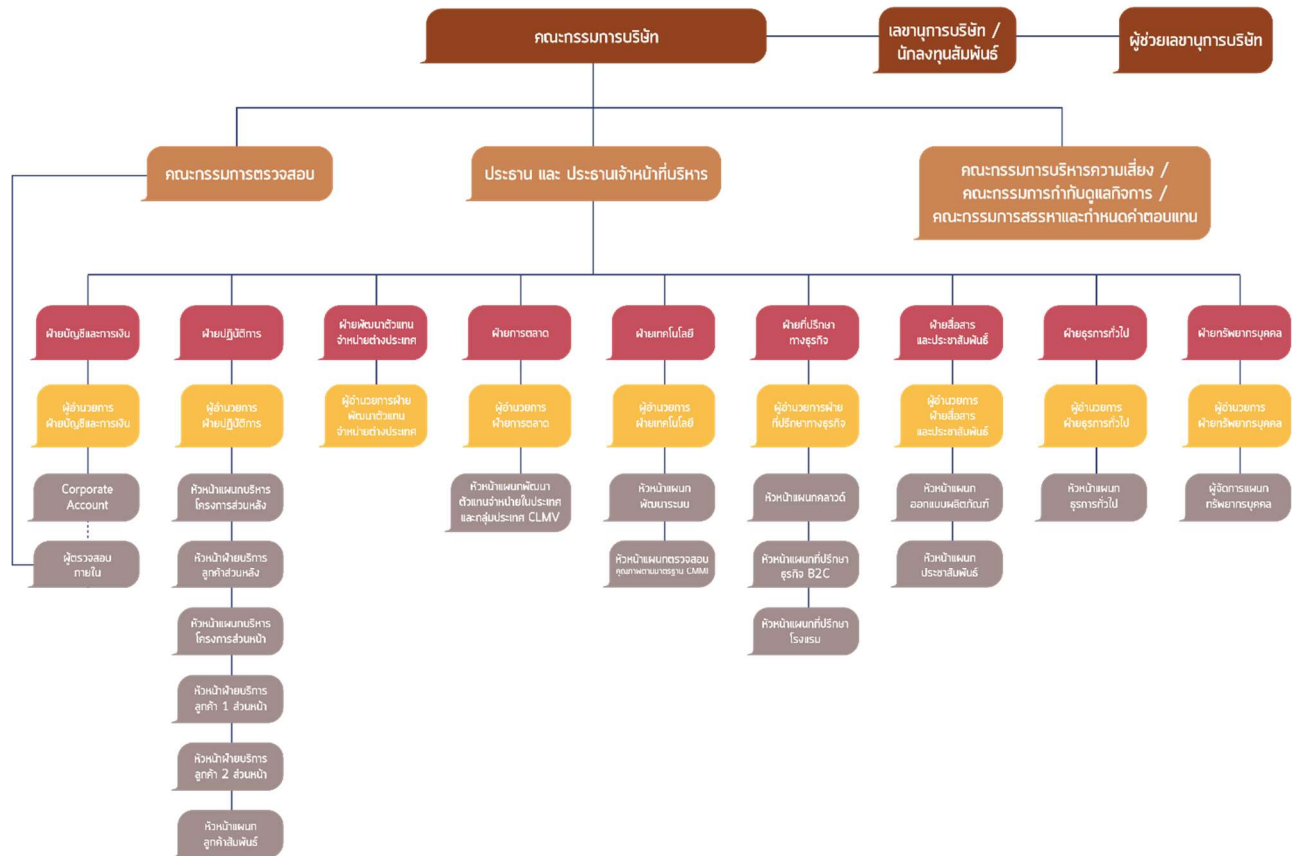 คณะกรรมการบริษัท
เลขานุการบริษัท /
นักลงทุนสัมพันธ์
ผู้ช่วยเลขานุการบริษัท
คณะกรรมการตรวจสอบ
ประธาน และ ประธานเจ้าหน้าที่บริหาร
คณะกรรมการบริหารความเสี่ยง /
คณะกรรมการกำกับดูแลกิจการ /
คณะกรรมการสรรหาและกำหนดค่าตอบแทน
ฝ่ายบัญชีและการเงิน
ฝ่ายปฏิบัติการ
ฝ่ายพัฒนาตัวแทน
จำหน่ายต่างประเทศ
ฝ่ายการตลาด
ฝ่ายเทคโนโลยี
ฝ่ายที่ปรึกษา
ทางธุรกิจ
ฝ่ายสื่อสาร
และประชาสัมพันธ์
ฝ่ายธุรการทั่วไป
ฝ่ายทรัพยากรบุคคล
ผู้อำนวยการ
ฝ่ายบัญชีและการเงิน
ผู้อำนวยการ
ฝ่ายปฏิบัติการ
ผู้อำนวยการฝ่าย
พัฒนาตัวแทน
จำหน่ายต่างประเทศ
ผู้อำนวยการ
ฝ่ายการตลาด
ผู้อำนวยการ
ฝ่ายเทคโนโลยี
ผู้อำนวยการฝ่าย
ที่ปรึกษาทางธุรกิจ
ผู้อำนวยการ
ฝ่ายสื่อสาร
และประชาสัมพันธ์
ผู้อำนวยการ
ฝ่ายธุรการทั่วไป
ผู้อำนวยการ
ฝ่ายทรัพยากรบุคคล
Corporate
Account
หัวหน้าแผนกบริหาร
โครงการส่วนหลัง
หัวหน้าแผนกพัฒนา
ตัวแทนจำหน่ายในประเทศ
และกลุ่มประเทศ CLMV
หัวหน้าแผนก
พัฒนาระบบ
หัวหน้าแผนกคลาวด์
หัวหน้าแผนก
ออกแบบผลิตภัณฑ์
หัวหน้าแผนก
ธุรการทั่วไป
ผู้จัดการแผนก
ทรัพยากรบุคคล
ผู้ตรวจสอบ
ภายใน
หัวหน้าฝ่ายบริการ
ลูกค้าส่วนหลัง
หัวหน้าแผนกตรวจสอบ
คุณภาพตามมาตรฐาน CMMI
หัวหน้าแผนกที่ปรึกษา
ธุรกิจ B2C
หัวหน้าแผนก
ประชาสัมพันธ์
หัวหน้าแผนกบริหาร
โครงการส่วนหน้า
หัวหน้าแผนกที่ปรึกษา
โรงแรม
หัวหน้าฝ่ายบริการ
ลูกค้า 1 ส่วนหน้า
หัวหน้าฝ่ายบริการ
ลูกค้า 2 ส่วนหน้า
หัวหน้าแผนก
ลูกค้าสัมพันธ์